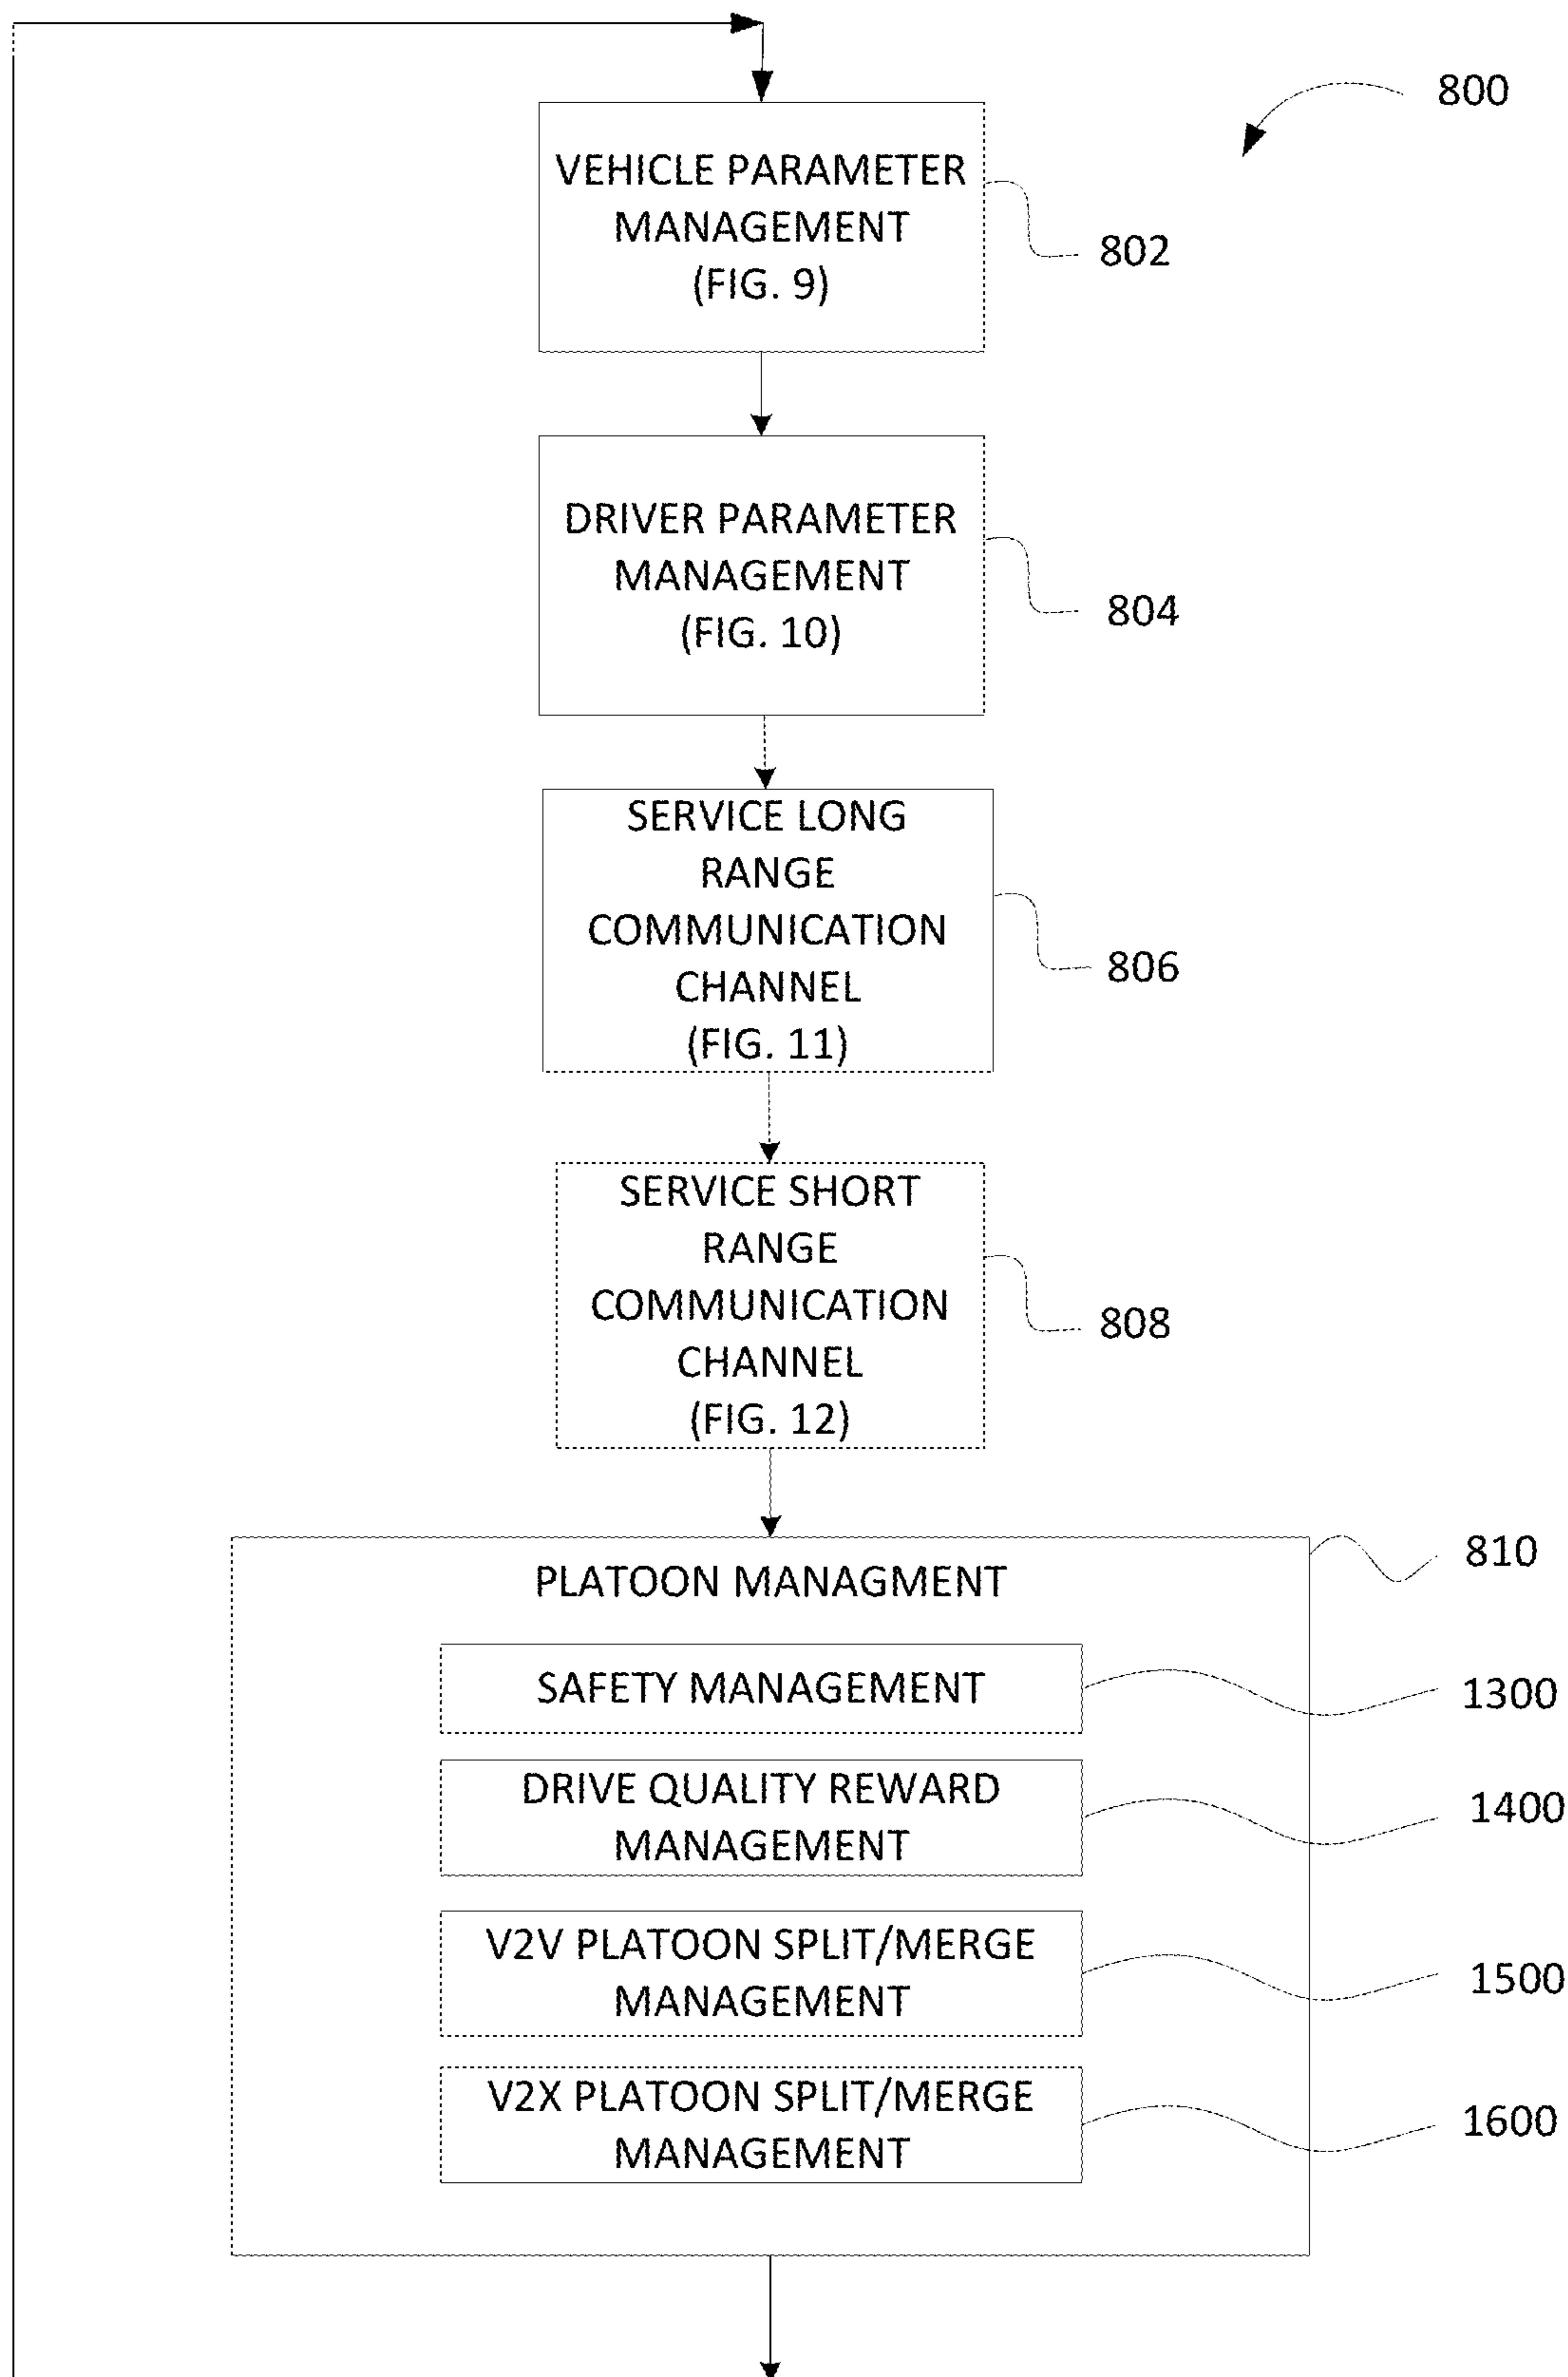 800
VEHICLE PARAMETER
MANAGEMENT
(FIG. 9)
802
DRIVER PARAMETER
MANAGEMENT
(FIG. 10)
804
SERVICE LONG
RANGE
COMMUNICATION
CHANNEL
(FIG. 11)
806
SERVICE SHORT
RANGE
COMMUNICATION
CHANNEL
(FIG. 12)
808
PLATOON MANAGMENT
810
SAFETY MANAGEMENT
1300
DRIVE QUALITY REWARD
MANAGEMENT
1400
V2V PLATOON SPLIT/MERGE
MANAGEMENT
1500
V2X PLATOON SPLIT/MERGE
MANAGEMENT
1600